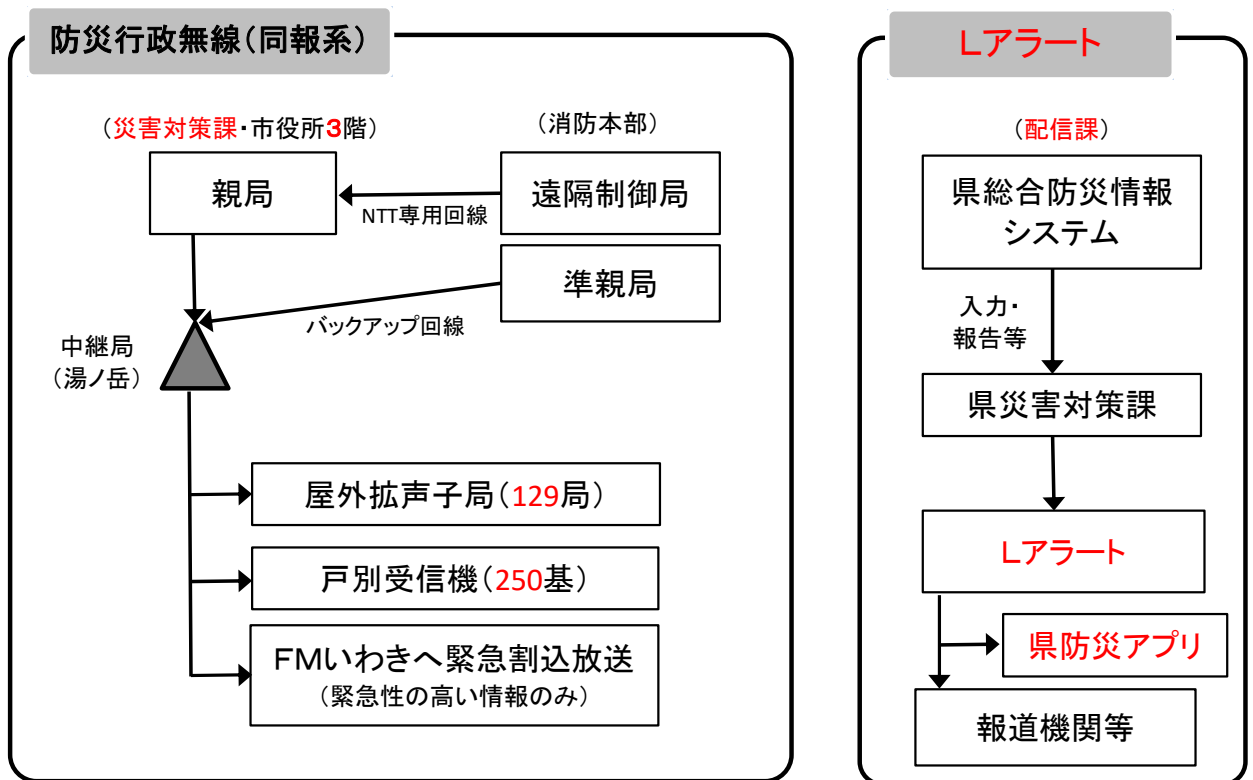 防災行政無線(同報系)
(災害対策課・市役所3階)
(消防本部)
親局
遠隔制御局
NTT専用回線
準親局
バックアップ回線
中継局
(湯ノ岳)
屋外拡声子局(129局)
戸別受信機(250基)
FMいわきへ緊急割込放送
(緊急性の高い情報のみ)
Lアラート
(配信課)
県総合防災情報
システム
入力・
報告等
県災害対策課
Lアラート
県防災アプリ
報道機関等